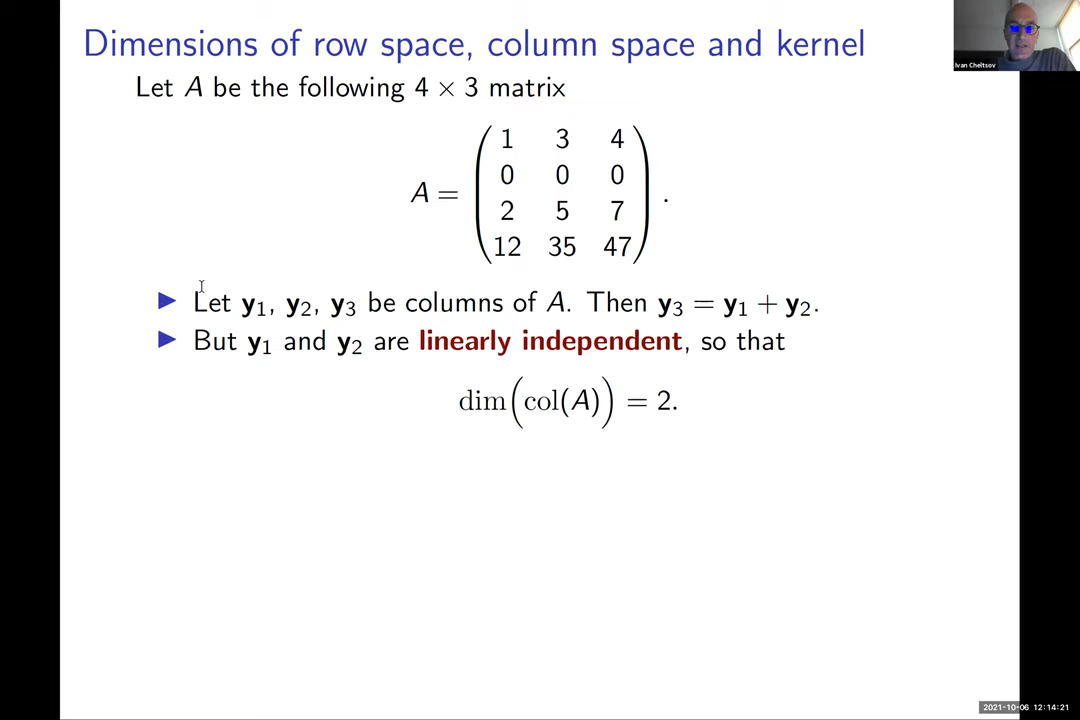 Dimensions of row space, column space and kernel
Ivan Cheltsov
Let A be the following 4 × 3 matrix
A = ( 1 3 4
0 0 0
2 5 7
12 35 47 ) .
▶ Let y₁, y₂, y₃ be columns of A. Then y₃ = y₁ + y₂.
▶ But y₁ and y₂ are linearly independent, so that
dim(col(A)) = 2.
2021-10-06 12:14:21